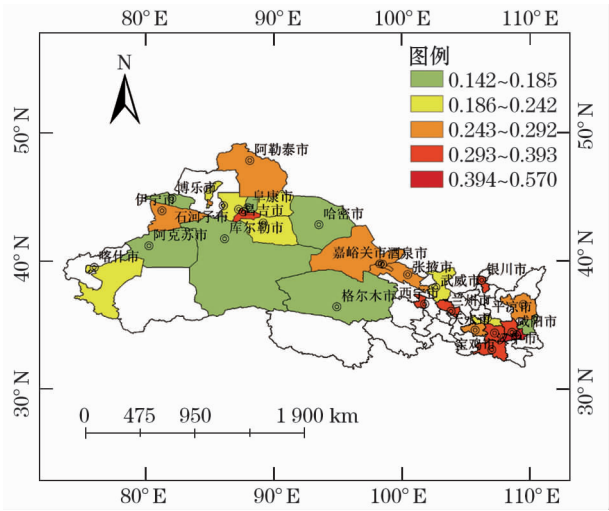 80°E 90°E 100°E 110°E
图例
N
0.142~0.185
0.186~0.242
0.243~0.292
0.293~0.393
0.394~0.570
50°N 50°N
40°N 40°N
30°N 30°N
阿勒泰市
博乐市
伊宁市
阜康市
石河子市
昌吉市
哈密市
库尔勒市
阿克苏市
喀什市
嘉峪关市
酒泉市
张掖市
银川市
武威市
格尔木市
西宁市
兰州市
平凉市
天水市
咸阳市
宝鸡市
汉中市
0 475 950 1 900 km
80°E 90°E 100°E 110°E